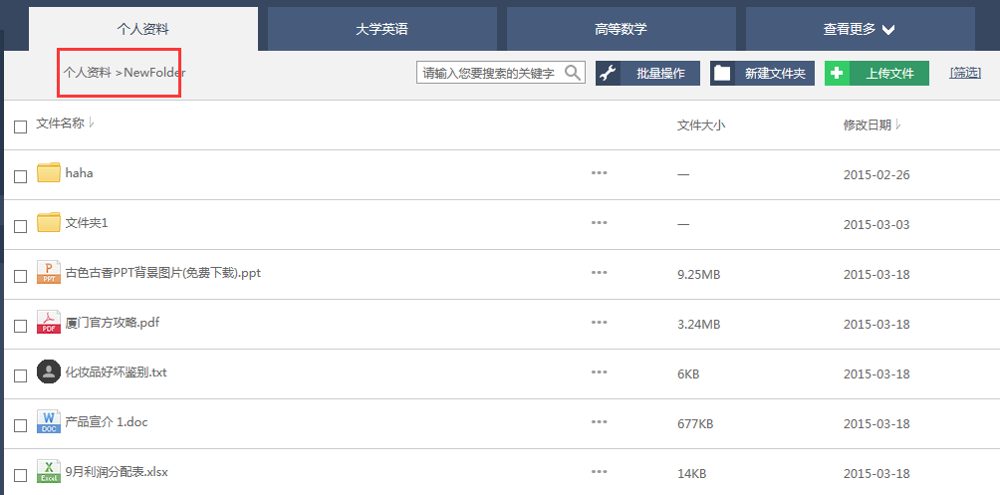 个人资料 大学英语 高等数学 查看更多
个人资料 >NewFolder 请输入您要搜索的关键字 批量操作 新建文件夹 上传文件 [筛选]
文件名称 文件大小 修改日期
haha ••• — 2015-02-26
文件夹1 ••• — 2015-03-03
P PPT 古色古香PPT背景图片(免费下载).ppt ••• 9.25MB 2015-03-18
PDF 厦门官方攻略.pdf ••• 3.24MB 2015-03-18
化妆品好坏鉴别.txt ••• 6KB 2015-03-18
W DOC 产品宣介 1.doc ••• 677KB 2015-03-18
X Excel 9月利润分配表.xlsx ••• 14KB 2015-03-18